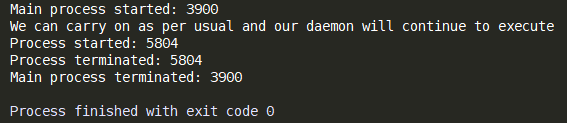 Main process started: 3900
We can carry on as per usual and our daemon will continue to execute
Process started: 5804
Process terminated: 5804
Main process terminated: 3900
Process finished with exit code 0